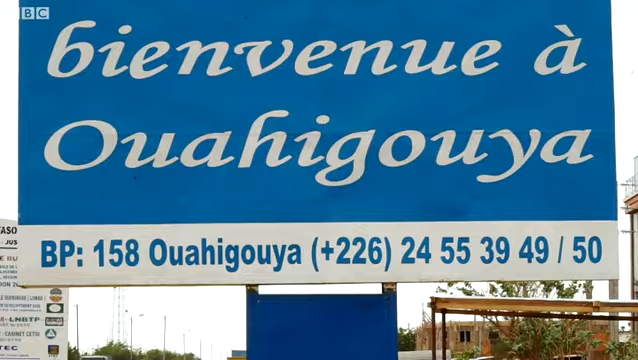 BBC
bienvenue à
Ouahigouya
BP: 158 Ouahigouya (+226) 24 55 39 49 / 50